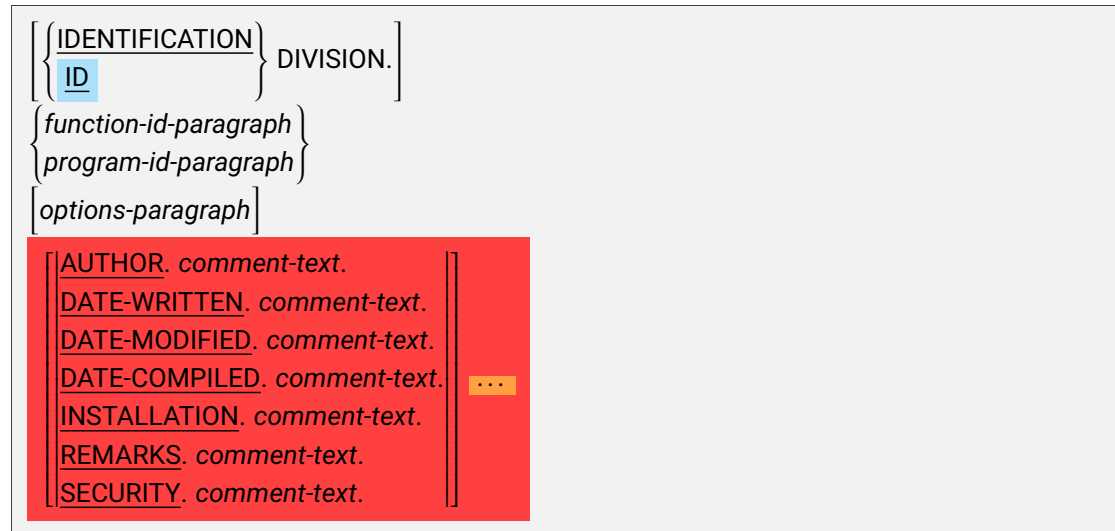 IDENTIFICATION
ID
DIVISION.
function-id-paragraph
program-id-paragraph
options-paragraph
AUTHOR. comment-text.
DATE-WRITTEN. comment-text.
DATE-MODIFIED. comment-text.
DATE-COMPILED. comment-text.
...
INSTALLATION. comment-text.
REMARKS. comment-text.
SECURITY. comment-text.